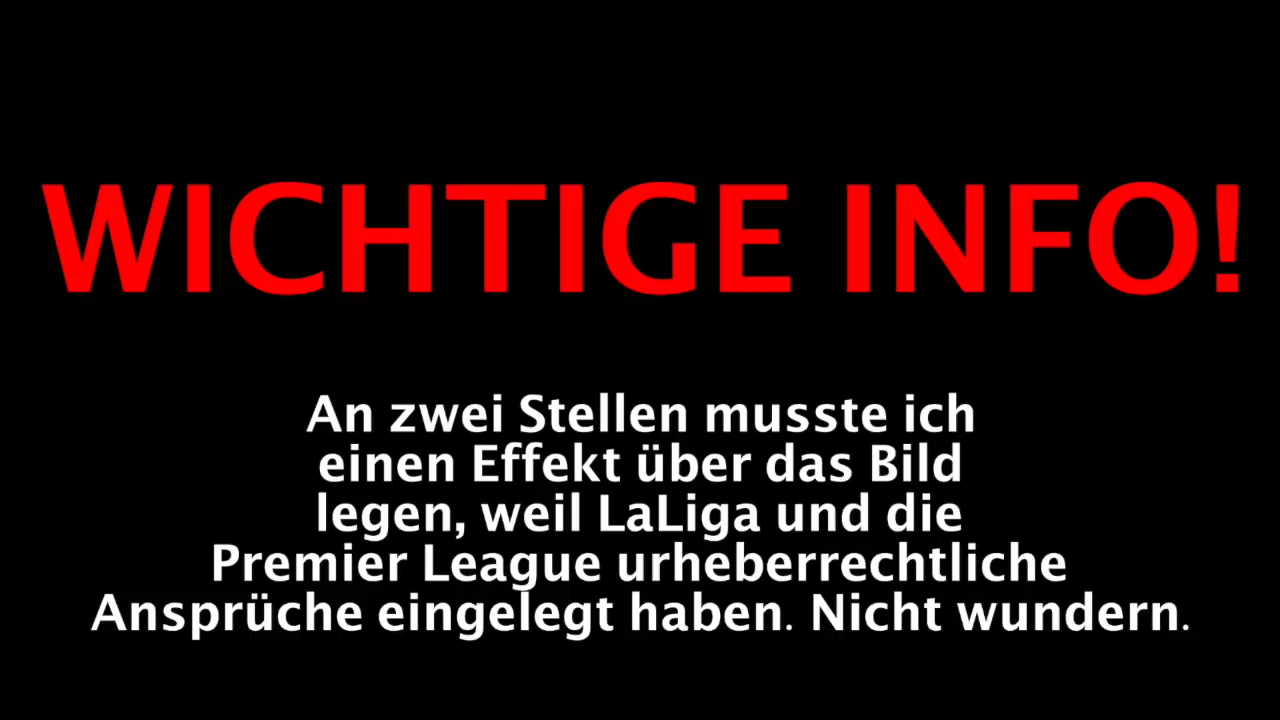 WICHTIGE INFO!
An zwei Stellen musste ich
einen Effekt über das Bild
legen, weil LaLiga und die
Premier League urheberrechtliche
Ansprüche eingelegt haben. Nicht wundern.